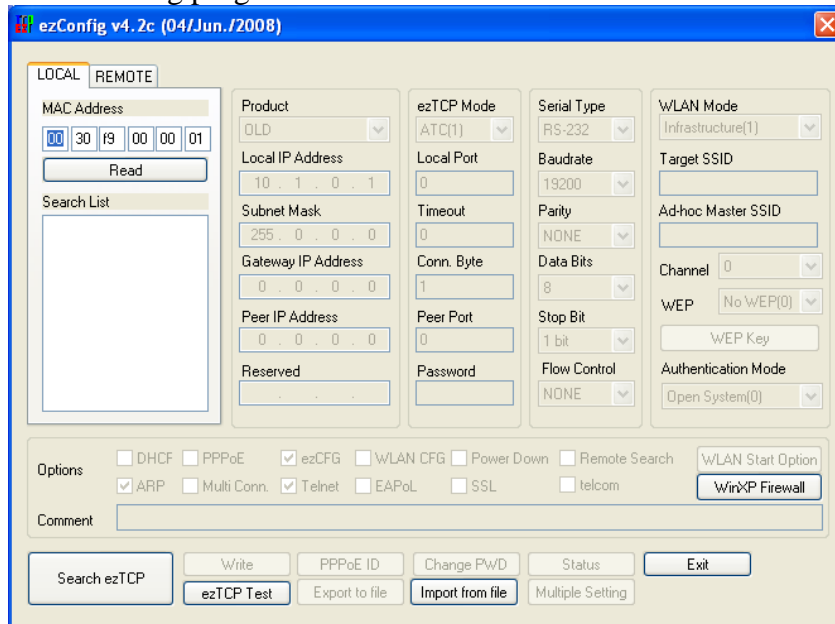 ezConfig v4.2c (04/Jun./2008)
LOCAL REMOTE
MAC Address
00 30 f9 00 00 01
Read
Search List
Product
OLD
Local IP Address
10 . 1 . 0 . 1
Subnet Mask
255 . 0 . 0 . 0
Gateway IP Address
0 . 0 . 0 . 0
Peer IP Address
0 . 0 . 0 . 0
Reserved
. . .
ezTCP Mode
ATC(1)
Local Port
0
Timeout
0
Conn. Byte
1
Peer Port
0
Password
Serial Type
RS-232
Baudrate
19200
Parity
NONE
Data Bits
8
Stop Bit
1 bit
Flow Control
NONE
WLAN Mode
Infrastructure(1)
Target SSID
Ad-hoc Master SSID
Channel 0
WEP No WEP(0)
WEP Key
Authentication Mode
Open System(0)
Options
DHCP PPPoE ezCFG WLAN CFG Power Down Remote Search WLAN Start Option
ARP Multi Conn. Telnet EAPoL SSL telcom WinXP Firewall
Comment
Search ezTCP
Write PPPoE ID Change PWD Status Exit
ezTCP Test Export to file Import from file Multiple Setting